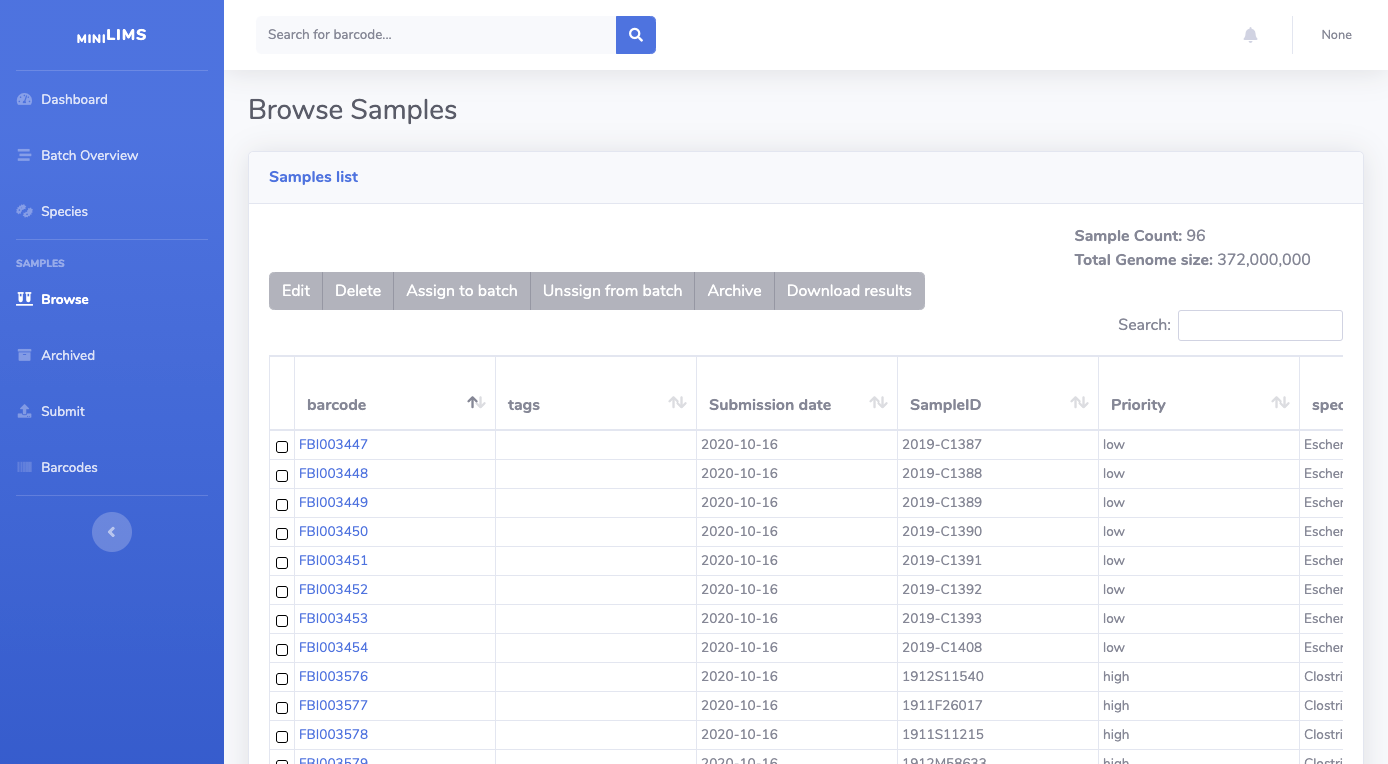 MINILIMS
Dashboard
Batch Overview
Species
SAMPLES
Browse
Archived
Submit
Barcodes
Search for barcode...
None
Browse Samples
Samples list
Sample Count: 96
Total Genome size: 372,000,000
Edit Delete Assign to batch Unssign from batch Archive Download results
Search:
barcode tags Submission date SampleID Priority spec
FBI003447 2020-10-16 2019-C1387 low Escher
FBI003448 2020-10-16 2019-C1388 low Escher
FBI003449 2020-10-16 2019-C1389 low Escher
FBI003450 2020-10-16 2019-C1390 low Escher
FBI003451 2020-10-16 2019-C1391 low Escher
FBI003452 2020-10-16 2019-C1392 low Escher
FBI003453 2020-10-16 2019-C1393 low Escher
FBI003454 2020-10-16 2019-C1408 low Escher
FBI003576 2020-10-16 1912S11540 high Clostri
FBI003577 2020-10-16 1911F26017 high Clostri
FBI003578 2020-10-16 1911S11215 high Clostri
FBI003579 2020-10-16 1912M58633 high Clostri